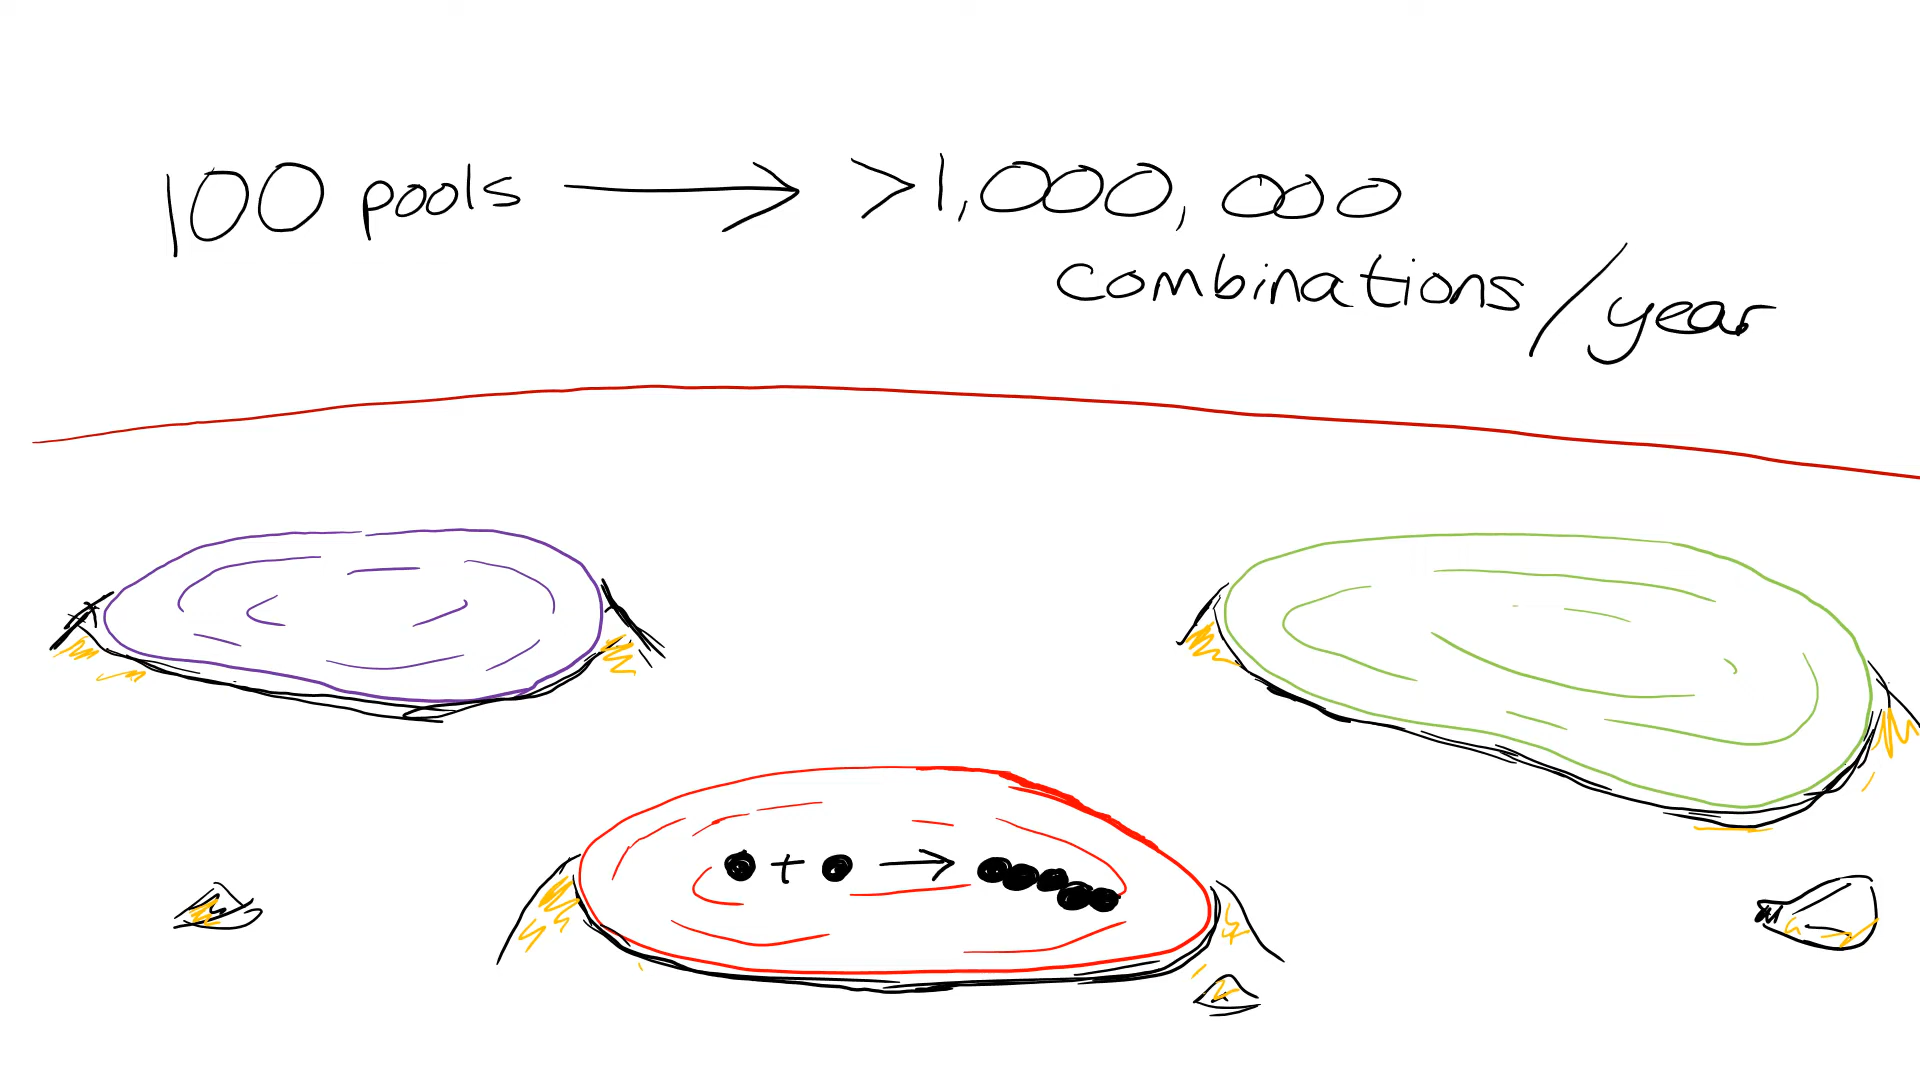 100 pools → >1,000,000
combinations/year
+ →